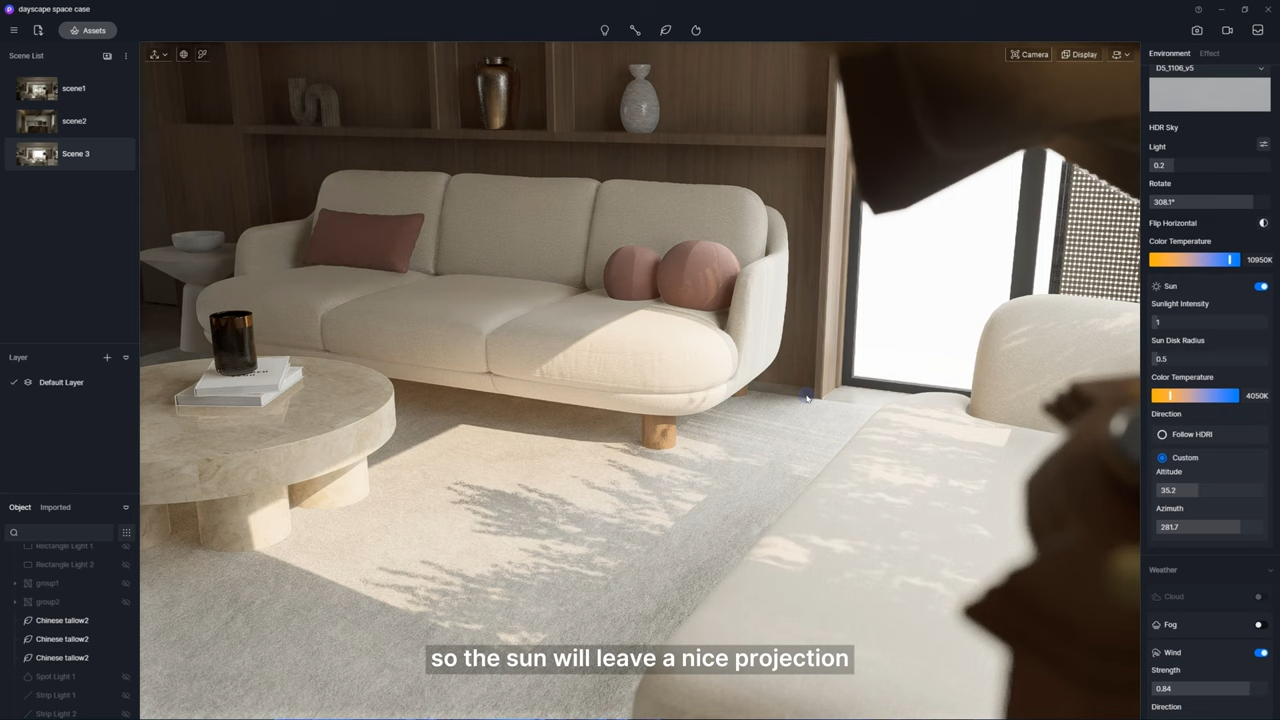 dayscape space case
Assets
Scene List
scene1
scene2
Scene 3
Layer
Default Layer
Object
Imported
Rectangle Light 1
Rectangle Light 2
group1
group2
Chinese tallow2
Chinese tallow2
Chinese tallow2
Spot Light 1
Strip Light 1
Strip Light 2
Camera
Display
so the sun will leave a nice projection
Environment
Effect
D5_1106_v5
HDR Sky
Light
0.2
Rotate
308.1°
Flip Horizontal
Color Temperature
10950K
Sun
Sunlight Intensity
1
Sun Disk Radius
0.5
Color Temperature
4050K
Direction
Follow HDRI
Custom
Altitude
35.2
Azimuth
281.7
Weather
Cloud
Fog
Wind
Strength
0.84
Direction